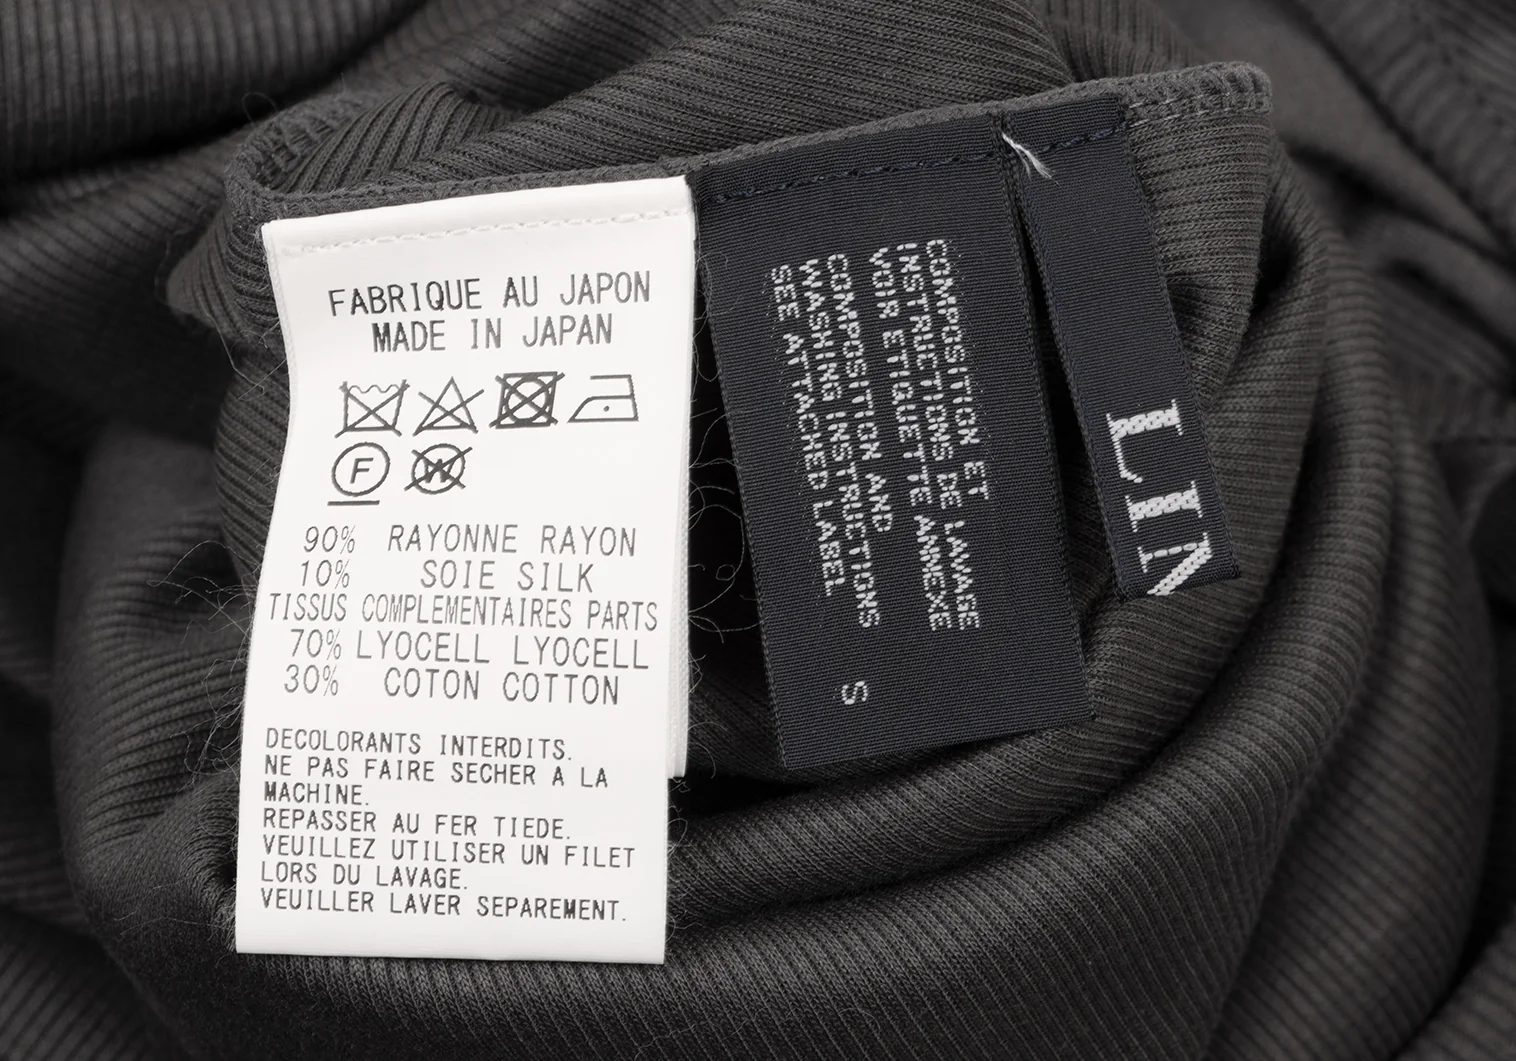 FABRIQUE AU JAPON
MADE IN JAPAN
F
W
90% RAYONNE RAYON
10% SOIE SILK
TISSUS COMPLEMENTAIRES PARTS
70% LYOCELL LYOCELL
30% COTON COTTON
DECOLORANTS INTERDITS.
NE PAS FAIRE SECHER A LA
MACHINE.
REPASSER AU FER TIEDE.
VEUILLEZ UTILISER UN FILET
LORS DU LAVAGE.
VEUILLER LAVER SEPAREMENT.
COMPOSITION ET
INSTRUCTIONS DE LAVAGE
VOIR ETIQUETTE ANNEXE
COMPOSITION AND
WASHING INSTRUCTIONS
SEE ATTACHED LABEL
S
LIN